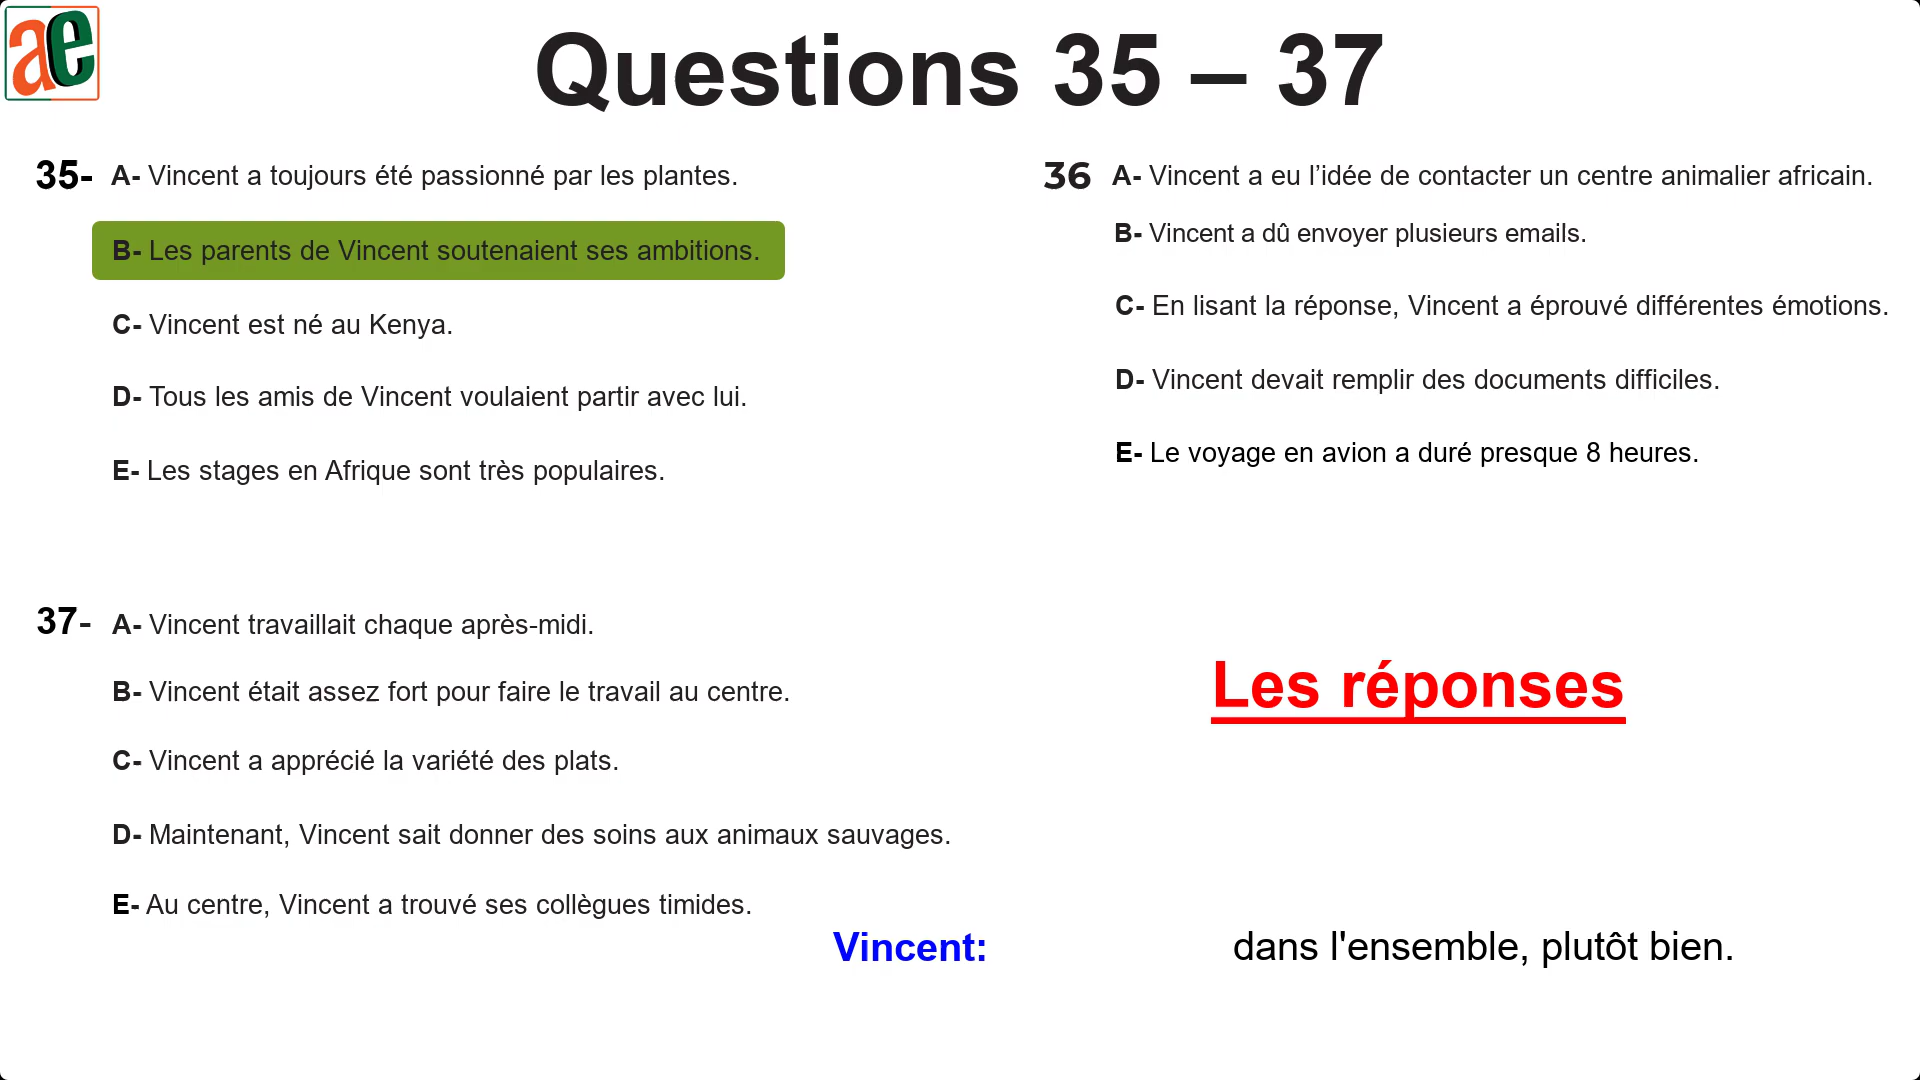 ae
Questions 35 – 37
35- A- Vincent a toujours été passionné par les plantes.
B- Les parents de Vincent soutenaient ses ambitions.
C- Vincent est né au Kenya.
D- Tous les amis de Vincent voulaient partir avec lui.
E- Les stages en Afrique sont très populaires.
36 A- Vincent a eu l’idée de contacter un centre animalier africain.
B- Vincent a dû envoyer plusieurs emails.
C- En lisant la réponse, Vincent a éprouvé différentes émotions.
D- Vincent devait remplir des documents difficiles.
E- Le voyage en avion a duré presque 8 heures.
37- A- Vincent travaillait chaque après-midi.
B- Vincent était assez fort pour faire le travail au centre.
C- Vincent a apprécié la variété des plats.
D- Maintenant, Vincent sait donner des soins aux animaux sauvages.
E- Au centre, Vincent a trouvé ses collègues timides.
Les réponses
Vincent: dans l'ensemble, plutôt bien.